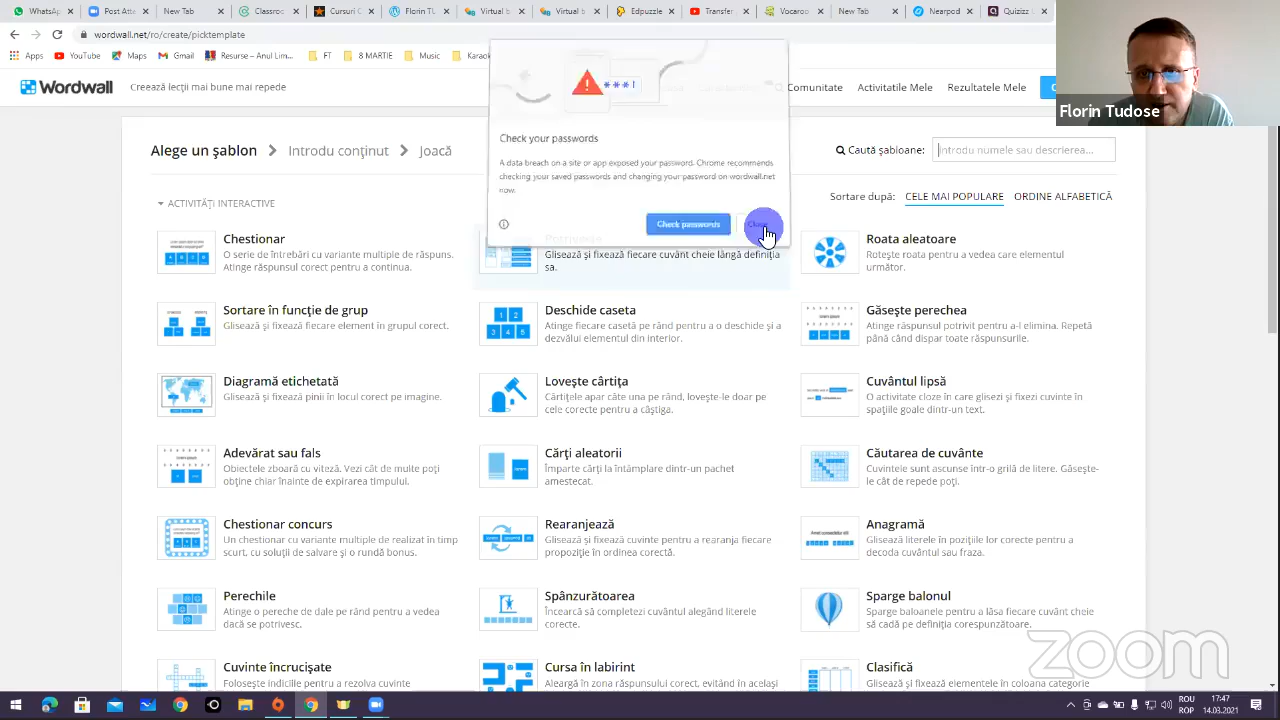 WhatsAp
Post Atten
New Tab
Classroc
Cursuri C
Florin Tu
Virtual b
Virtual b
Edpuzzle
Transfer
Vocaroo
New Tab
Nearpod
Quizizz
wordwall.net/ro/create/picktemplate
Apps
YouTube
Maps
Gmail
Resurse – Anul Lim...
FT
8 MARTIE
Music
Karaok
Wordwall
Creează lecții mai bune mai repede
Comunitate
Activitatile Mele
Rezultatele Mele
Florin Tudose
Check your passwords
A data breach on a site or app exposed your password. Chrome recommends
checking your saved passwords and changing your password on wordwall.net
now.
Check passwords
Close
Alege un șablon
Introdu conținut
Joacă
Caută șabloane:
Introdu numele sau descrierea...
ACTIVITĂȚI INTERACTIVE
Sortare după:
CELE MAI POPULARE
ORDINE ALFABETICĂ
Chestionar
O serie de întrebări cu variante multiple de răspuns.
Atinge răspunsul corect pentru a continua.
Potrivește
Glisează și fixează fiecare cuvânt cheie lângă definiția
sa.
Roata aleatoare
Rotește roata pentru a vedea care elementul
următor.
Sortare în funcție de grup
Glisează și fixează fiecare element în grupul corect.
Deschide caseta
Atinge fiecare casetă pe rând pentru a o deschide și a
dezvălui elementul din interior.
Găsește perechea
Atinge răspunsul potrivit pentru a-l elimina. Repetă
până când dispar toate răspunsurile.
Diagramă etichetată
Glisează și fixează pinii în locul corect pe imagine.
Lovește cârtița
Cârtițele apar câte una pe rând, lovește-le doar pe
cele corecte pentru a câștiga.
Cuvântul lipsă
O activitate cloze în care glisezi și fixezi cuvinte în
spațiile goale dintr-un text.
Adevărat sau fals
Obiectele zboară cu viteză. Vezi cât de multe poți
obține chiar înainte de expirarea timpului.
Cărți aleatorii
Împarte cărți la întâmplare dintr-un pachet
amestecat.
Căutarea de cuvânte
Cuvintele sunt ascunse într-o grilă de litere. Găsește-
le cât de repede poți.
Chestionar concurs
Un chestionar cu variante multiple de realizat în timp
scurt, cu soluții de salvare și o rundă bonus.
Rearanjează
Glisează și fixează cuvinte pentru a rearanja fiecare
propoziție în ordinea corectă.
Anagramă
Trasează literele în pozițiile lor corecte pentru a
decoda cuvântul sau fraza.
Perechile
Atinge o pereche de dale pe rând pentru a vedea
dacă se potrivesc.
Spânzurătoarea
Încearcă să completezi cuvântul alegând literele
corecte.
Sparge balonul
Sparge baloanele pentru a lăsa fiecare cuvânt cheie
să cadă pe definiția corespunzătoare.
Cuvinte încrucișate
Folosește indiciile pentru a rezolva cuvinte
Cursa în labirint
Aleargă în zona răspunsului corect, evitând în același
Clasifică
Glisează și fixează elementele în coloana categorie
zoom
ROU
ROP
17:47
14.03.2021